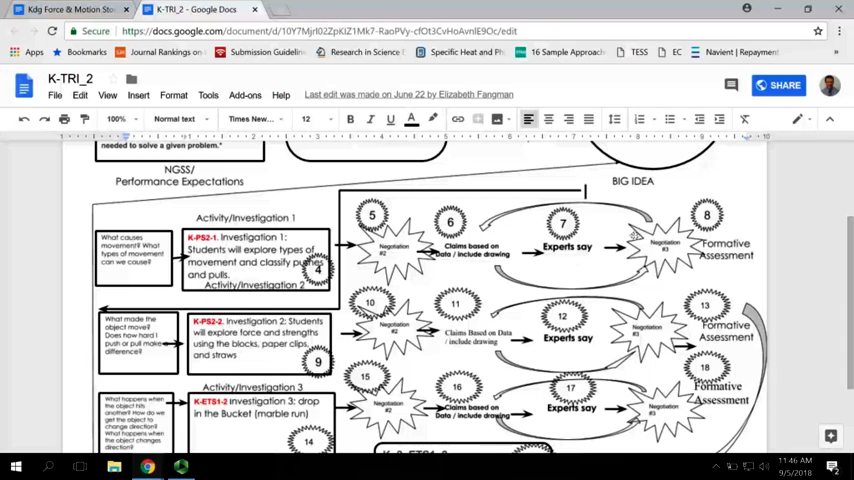 Kdg Force & Motion Sto
K-TRI_2 - Google Docs
Secure
https://docs.google.com/document/d/10Y7Mjrl02ZpKIZ1Mk7-RaoPVy-cfOt3CvHoAvnlE9Oc/edit
Apps
Bookmarks
Journal Rankings on
Submission Guidelin
Research in Science E
Specific Heat and Ph
16 Sample Approach
TESS
EC
Navient | Repayment
K-TRI_2
SHARE
File Edit View Insert Format Tools Add-ons Help Last edit was made on June 22 by Elizabeth Fangman
100% Normal text Times New... 12
needed to solve a given problem."
NGSS/
Performance Expectations
BIG IDEA
Activity/Investigation 1
What causes
movement? What
types of movement
can we cause?
K-PS2-1. Investigation 1:
Students will explore types of
movement and classify pushes
and pulls.
4
5
Negotiation
#2
6
Claims based on
Data / include drawing
7
Experts say
Negotiation
#3
8
Formative
Assessment
Activity/Investigation 2
What made the
object move?
Does how hard I
push or pull make
difference?
K-PS2-2. Investigation 2: Students
will explore force and strengths
using the blocks, paper clips,
and straws
9
10
Negotiation
#2
11
Claims Based on Data
/ include drawing
12
Experts say
Negotiation
#3
13
Formative
Assessment
Activity/Investigation 3
What happens when
the object hits
another? How do we
get the object to
change direction?
What happens when
the object changes
direction?
K-ETS1-2 Investigation 3: drop
in the Bucket (marble run)
14
15
Negotiation
#2
16
Claims based on
Data / include drawing
17
Experts say
Negotiation
#3
18
Formative
Assessment
11:46 AM
9/5/2018